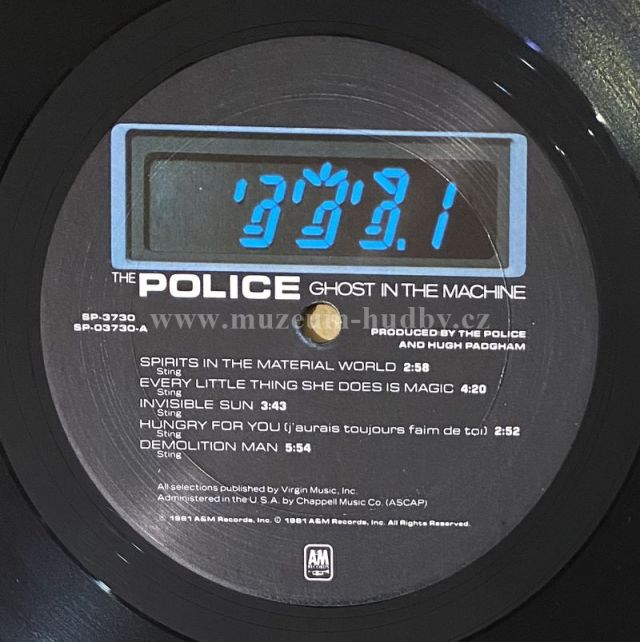 .1
THE POLICE GHOST IN THE MACHINE
SP-3730
SP-03730-A
www.muzeum-hudby.cz
PRODUCED BY THE POLICE
AND HUGH PADGHAM
SPIRITS IN THE MATERIAL WORLD 2:58
Sting
EVERY LITTLE THING SHE DOES IS MAGIC 4:20
Sting
INVISIBLE SUN 3:43
Sting
HUNGRY FOR YOU (j'aurais toujours faim de toi) 2:52
Sting
DEMOLITION MAN 5:54
Sting
All selections published by Virgin Music, Inc.
Administered in the U.S.A. by Chappell Music Co. (ASCAP)
℗ 1981 A&M Records, Inc. © 1981 A&M Records, Inc. All Rights Reserved.
A&M
RECORDS